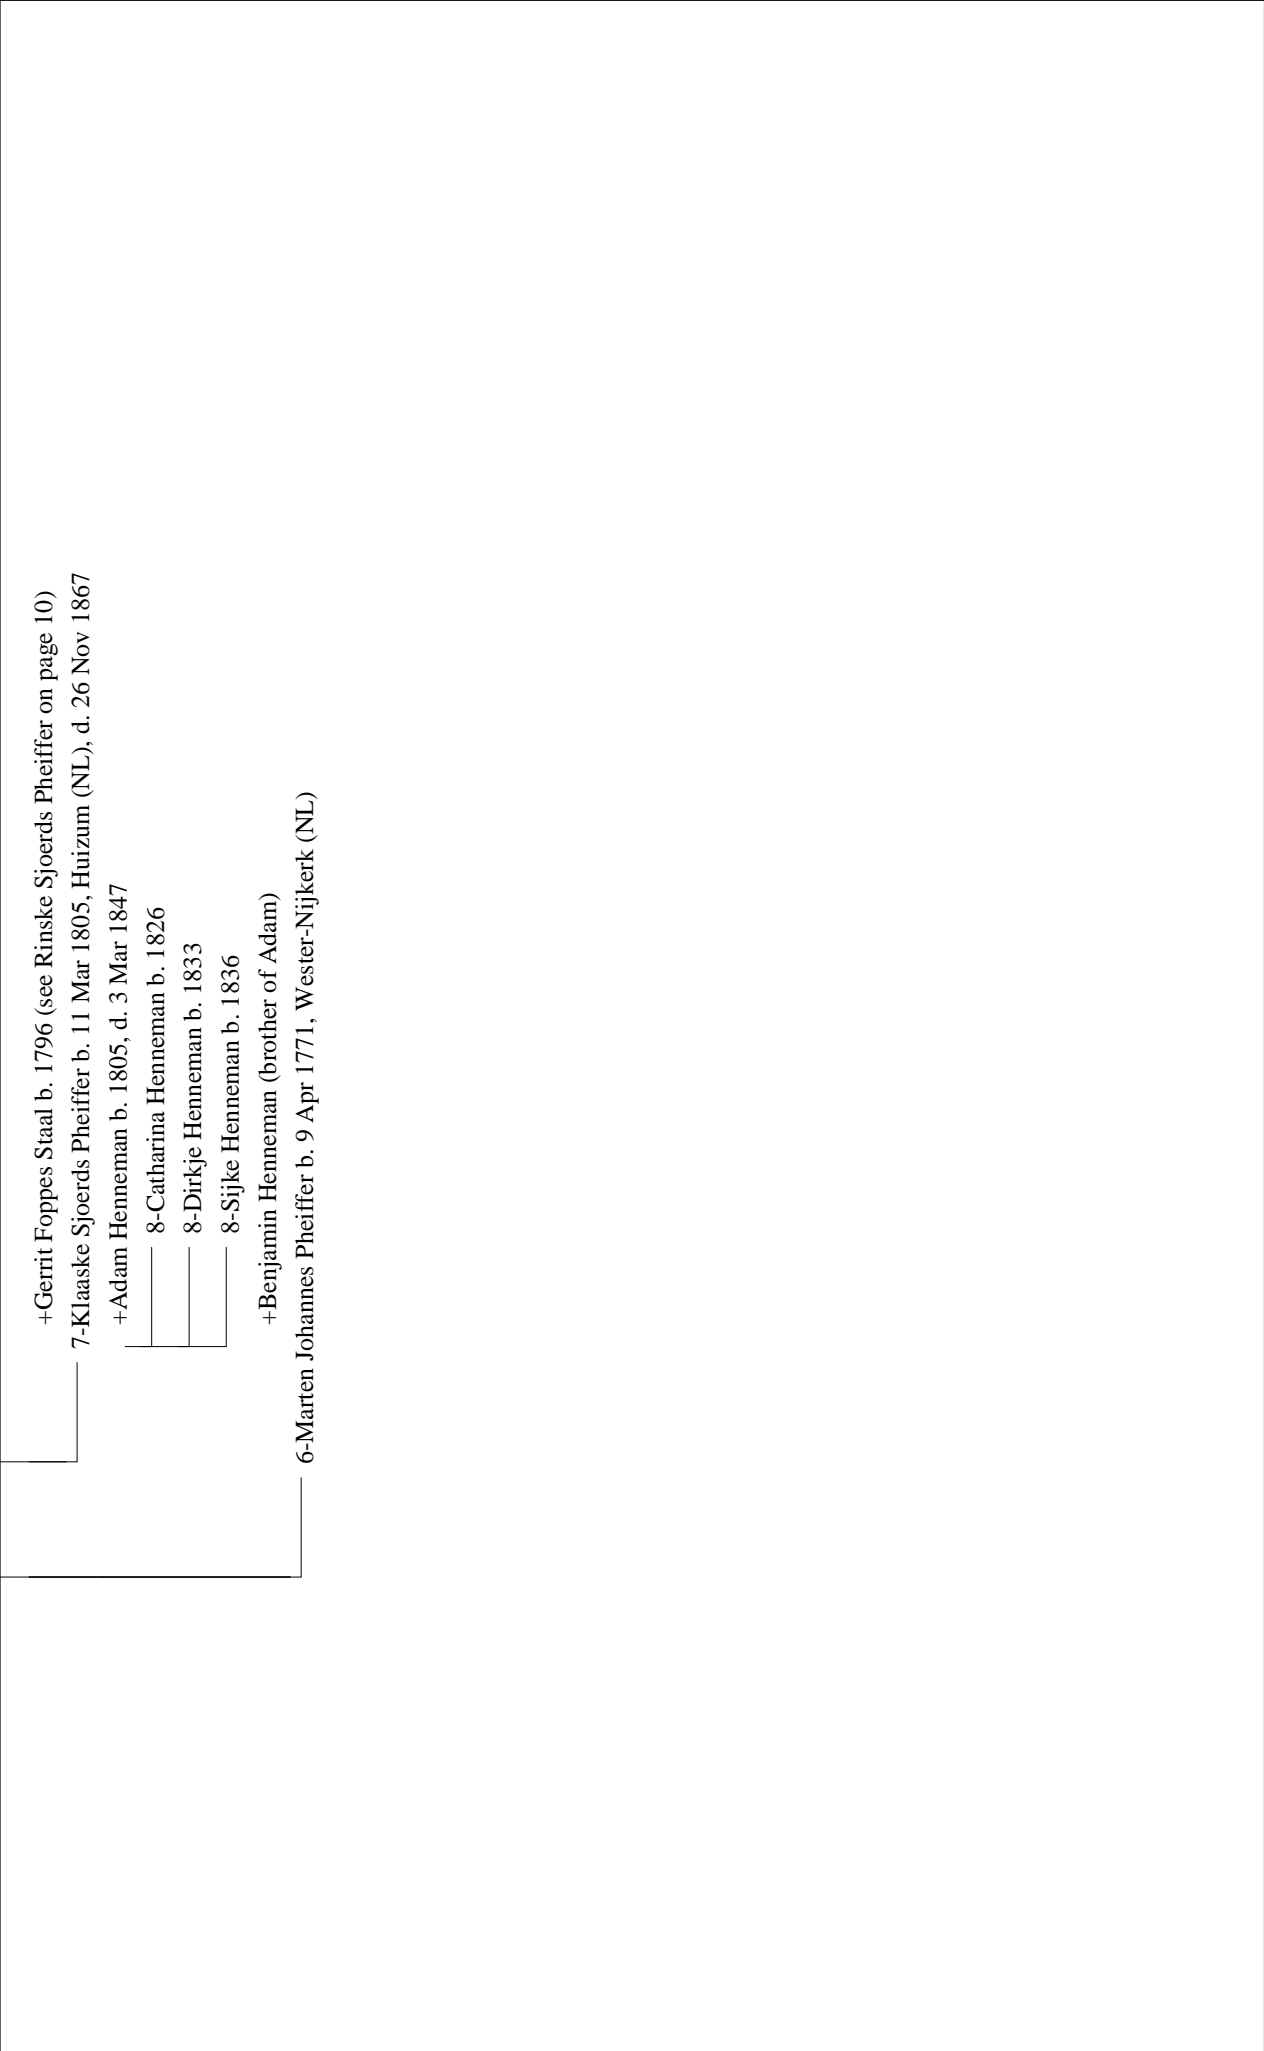 +Gerrit Foppes Staal b. 1796 (see Rinske Sjoerds Pheiffer on page 10)
7-Klaaske Sjoerds Pheiffer b. 11 Mar 1805, Huizum (NL), d. 26 Nov 1867
+Adam Henneman b. 1805, d. 3 Mar 1847
8-Catharina Henneman b. 1826
8-Dirkje Henneman b. 1833
8-Sijke Henneman b. 1836
+Benjamin Henneman (brother of Adam)
6-Marten Johannes Pheiffer b. 9 Apr 1771, Wester-Nijkerk (NL)